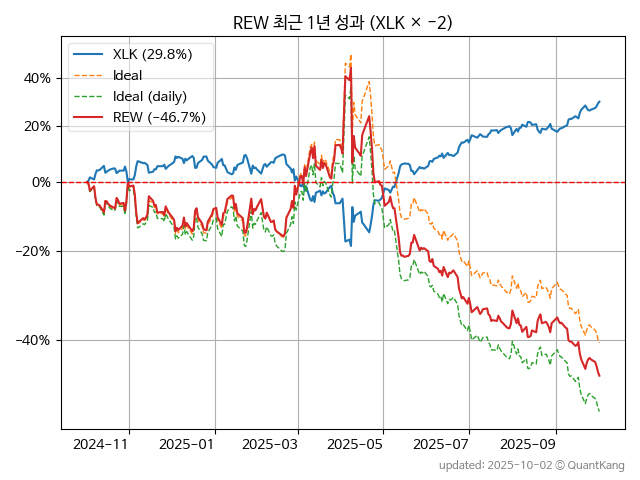 REW 최근 1년 성과 (XLK × −2)
XLK (29.8%)
Ideal
Ideal (daily)
REW (−46.7%)
40%
20%
0%
−20%
−40%
2024-11
2025-01
2025-03
2025-05
2025-07
2025-09
updated: 2025-10-02 © QuantKang